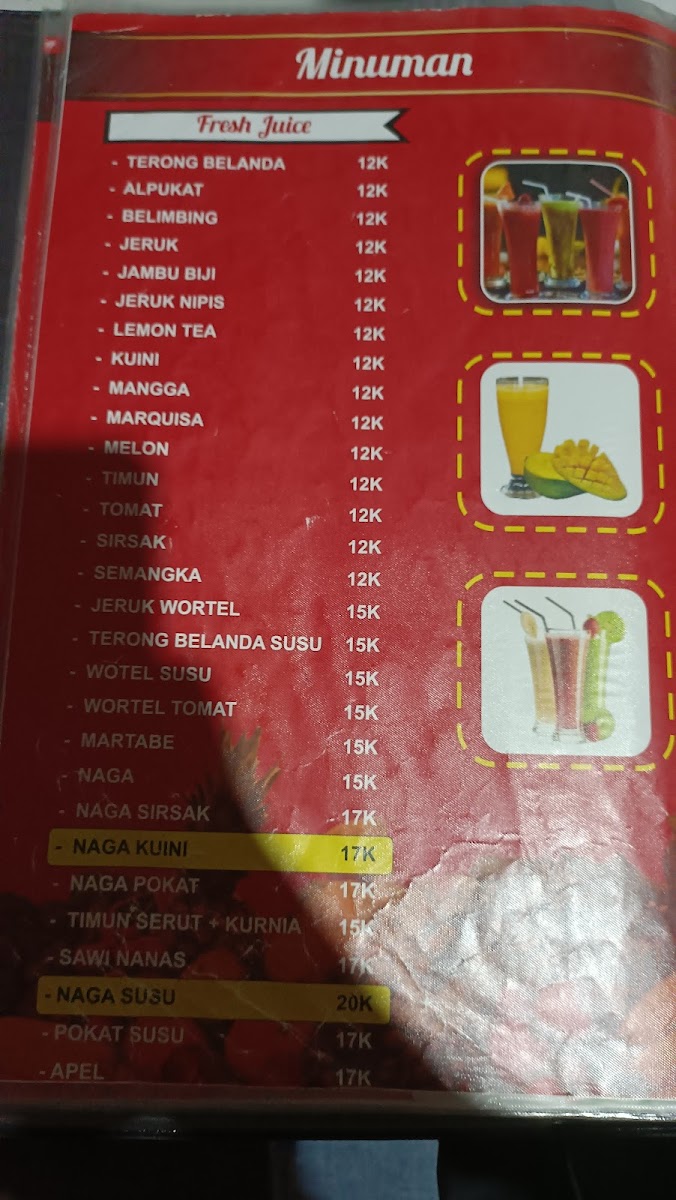 Minuman
Fresh Juice
- TERONG BELANDA 12K
- ALPUKAT 12K
- BELIMBING 12K
- JERUK 12K
- JAMBU BIJI 12K
- JERUK NIPIS 12K
- LEMON TEA 12K
- KUINI 12K
- MANGGA 12K
- MARQUISA 12K
- MELON 12K
- TIMUN 12K
- TOMAT 12K
- SIRSAK 12K
- SEMANGKA 12K
- JERUK WORTEL 15K
- TERONG BELANDA SUSU 15K
- WOTEL SUSU 15K
- WORTEL TOMAT 15K
- MARTABE 15K
- NAGA 15K
- NAGA SIRSAK 17K
- NAGA KUINI 17K
- NAGA POKAT 17K
- TIMUN SERUT + KURNIA 15K
- SAWI NANAS 17K
- NAGA SUSU 20K
- POKAT SUSU 17K
- APEL 17K